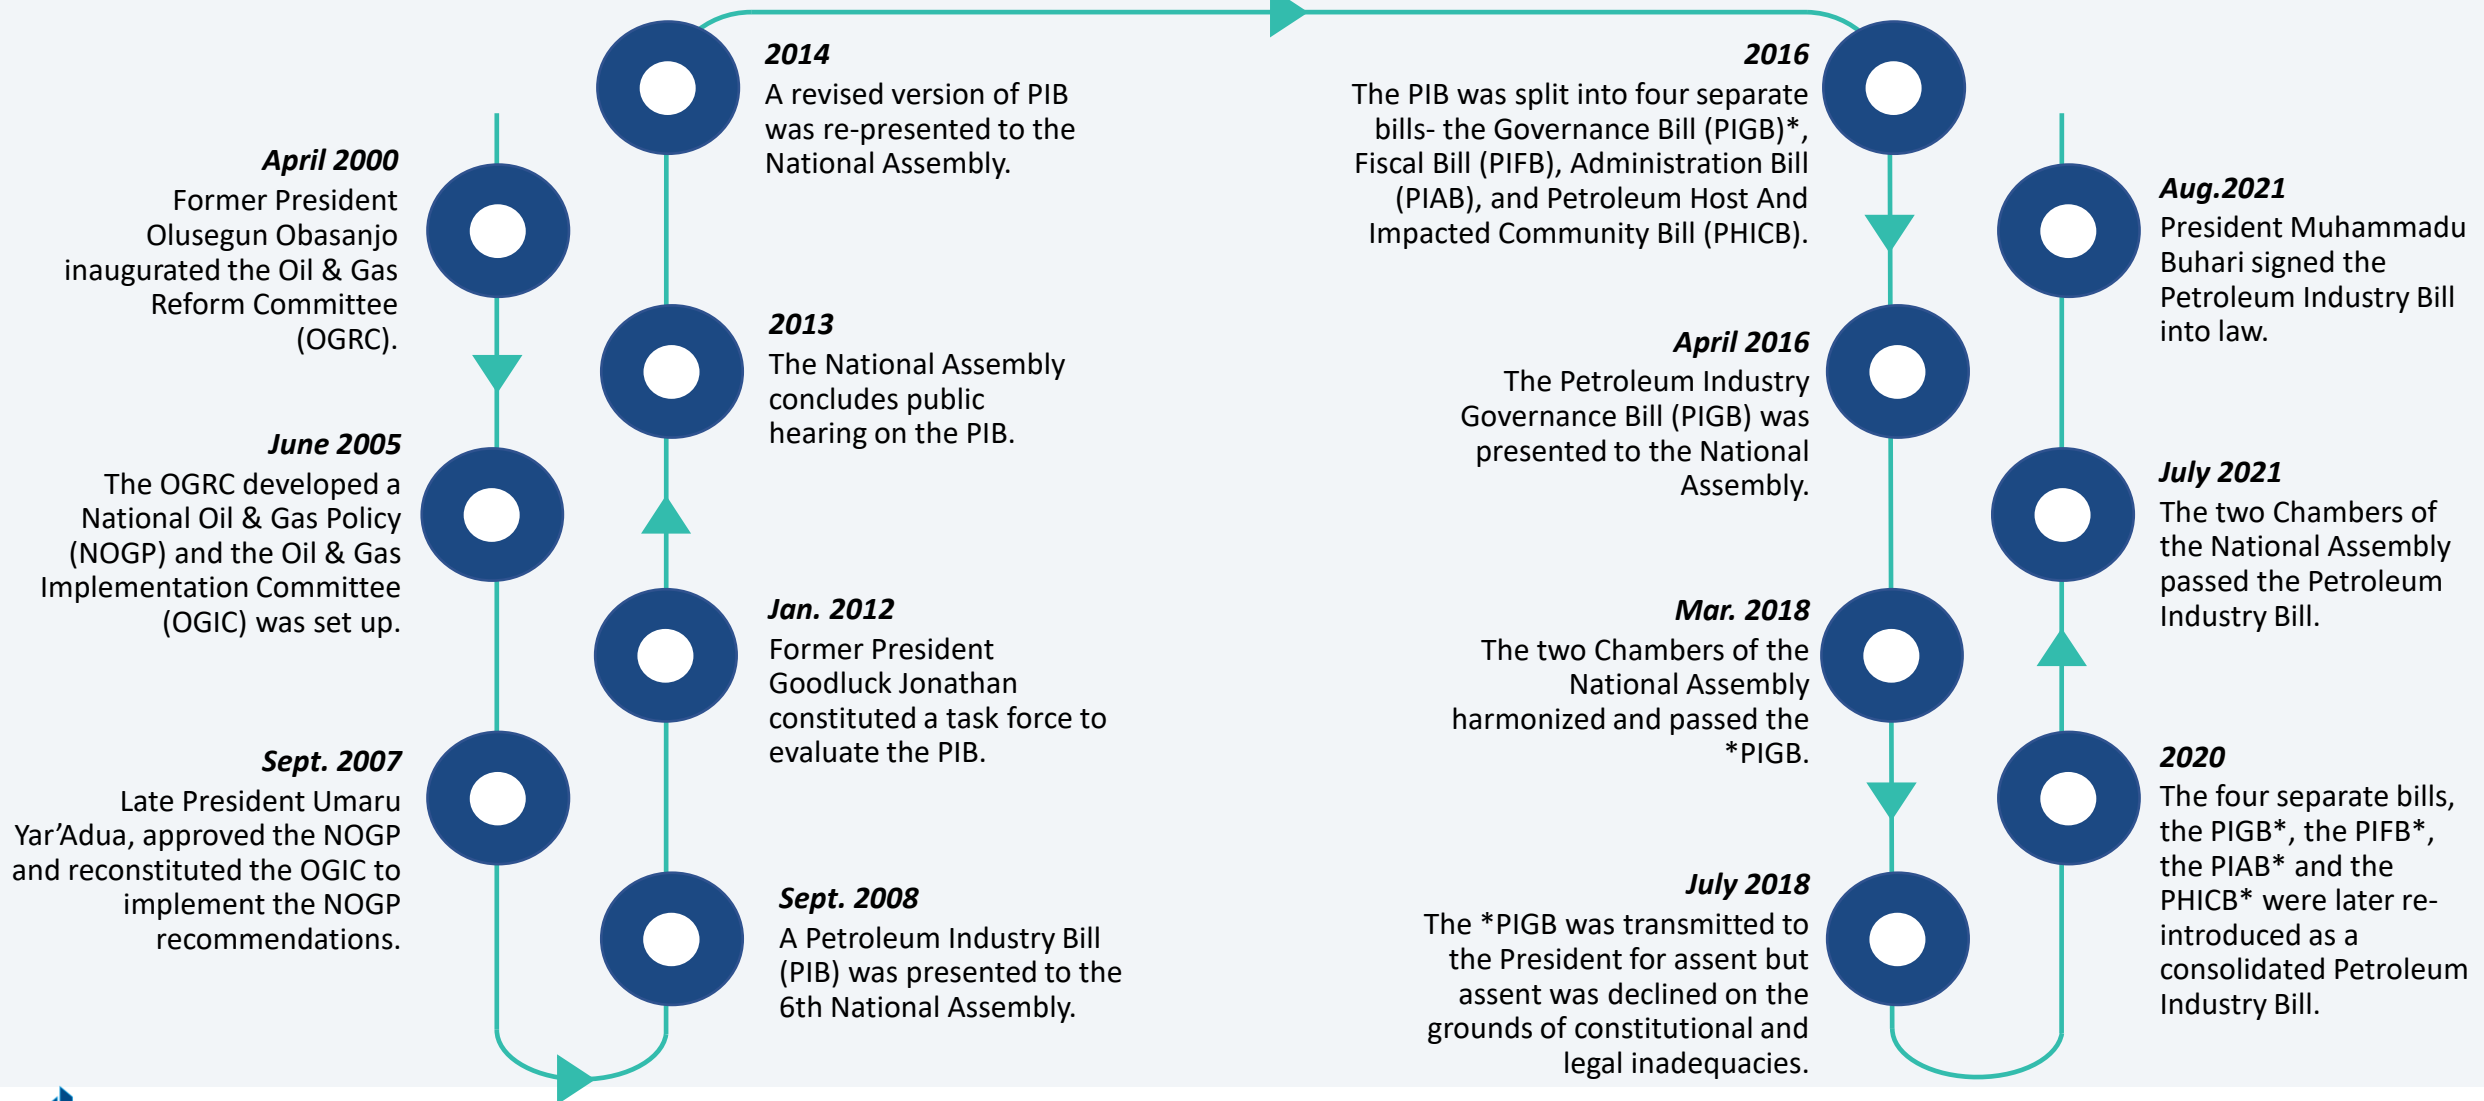 April 2000
Former President
Olusegun Obasanjo
inaugurated the Oil & Gas
Reform Committee
(OGRC).
June 2005
The OGRC developed a
National Oil & Gas Policy
(NOGP) and the Oil & Gas
Implementation Committee
(OGIC) was set up.
Sept. 2007
Late President Umaru
Yar’Adua, approved the NOGP
and reconstituted the OGIC to
implement the NOGP
recommendations.
Sept. 2008
A Petroleum Industry Bill
(PIB) was presented to the
6th National Assembly.
Jan. 2012
Former President
Goodluck Jonathan
constituted a task force to
evaluate the PIB.
2013
The National Assembly
concludes public
hearing on the PIB.
2014
A revised version of PIB
was re-presented to the
National Assembly.
2016
The PIB was split into four separate
bills- the Governance Bill (PIGB)*,
Fiscal Bill (PIFB), Administration Bill
(PIAB), and Petroleum Host And
Impacted Community Bill (PHICB).
April 2016
The Petroleum Industry
Governance Bill (PIGB) was
presented to the National
Assembly.
Mar. 2018
The two Chambers of the
National Assembly
harmonized and passed the
*PIGB.
July 2018
The *PIGB was transmitted to
the President for assent but
assent was declined on the
grounds of constitutional and
legal inadequacies.
2020
The four separate bills,
the PIGB*, the PIFB*,
the PIAB* and the
PHICB* were later re-
introduced as a
consolidated Petroleum
Industry Bill.
July 2021
The two Chambers of
the National Assembly
passed the Petroleum
Industry Bill.
Aug.2021
President Muhammadu
Buhari signed the
Petroleum Industry Bill
into law.